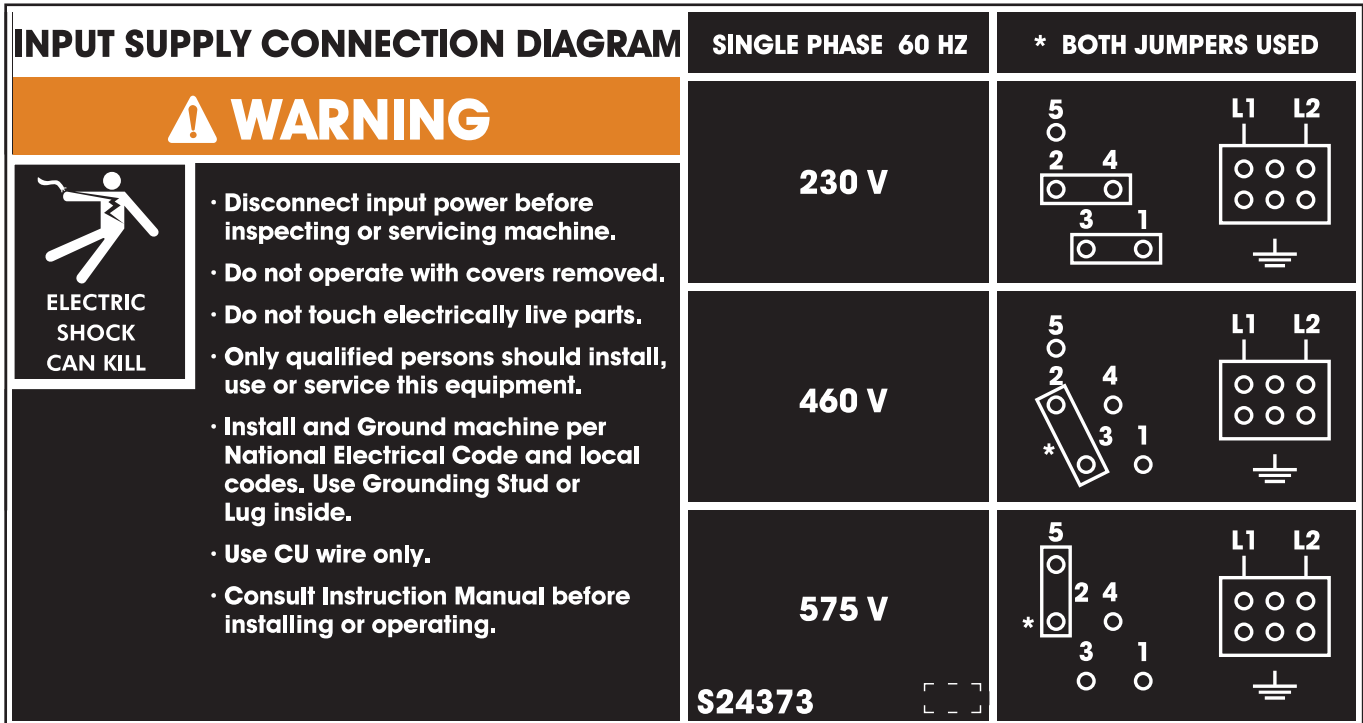 INPUT SUPPLY CONNECTION DIAGRAM
WARNING
ELECTRIC
SHOCK
CAN KILL
· Disconnect input power before
inspecting or servicing machine.
· Do not operate with covers removed.
· Do not touch electrically live parts.
· Only qualified persons should install,
use or service this equipment.
· Install and Ground machine per
National Electrical Code and local
codes. Use Grounding Stud or
Lug inside.
· Use CU wire only.
· Consult Instruction Manual before
installing or operating.
SINGLE PHASE 60 HZ
* BOTH JUMPERS USED
230 V
5
2 4
3 1
L1 L2
460 V
5
2 4
* 3 1
L1 L2
575 V
5
2 4
*
3 1
L1 L2
S24373